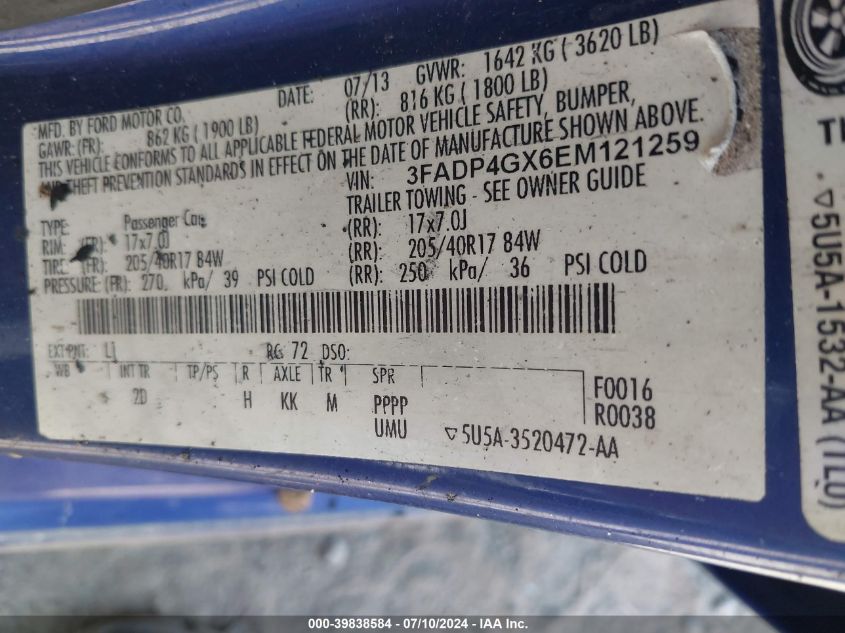 MFD. BY FORD MOTOR CO. DATE: 07/13 GVWR: 1642 KG ( 3620 LB)
GAWR: (FR): 862 KG ( 1900 LB) (RR): 816 KG ( 1800 LB)
THIS VEHICLE CONFORMS TO ALL APPLICABLE FEDERAL MOTOR VEHICLE SAFETY, BUMPER,
AND THEFT PREVENTION STANDARDS IN EFFECT ON THE DATE OF MANUFACTURE SHOWN ABOVE.
VIN: 3FADP4GX6EM121259
TYPE: Passenger Car TRAILER TOWING - SEE OWNER GUIDE
RIM: (FR): 17x7.0J (RR): 17x7.0J
TIRE: (FR): 205/40R17 84W (RR): 205/40R17 84W
PRESSURE: (FR): 270 kPa/ 39 PSI COLD (RR): 250 kPa/ 36 PSI COLD
EXT PNT: L1 RC: 72 DSO:
WB INT TR TP/PS R AXLE TR SPR
2D H KK M PPPP
UMU
F0016
R0038
▽5U5A-3520472-AA
▽5U5A-1532-AA (TL0)
000-39838584 - 07/10/2024 - IAA Inc.